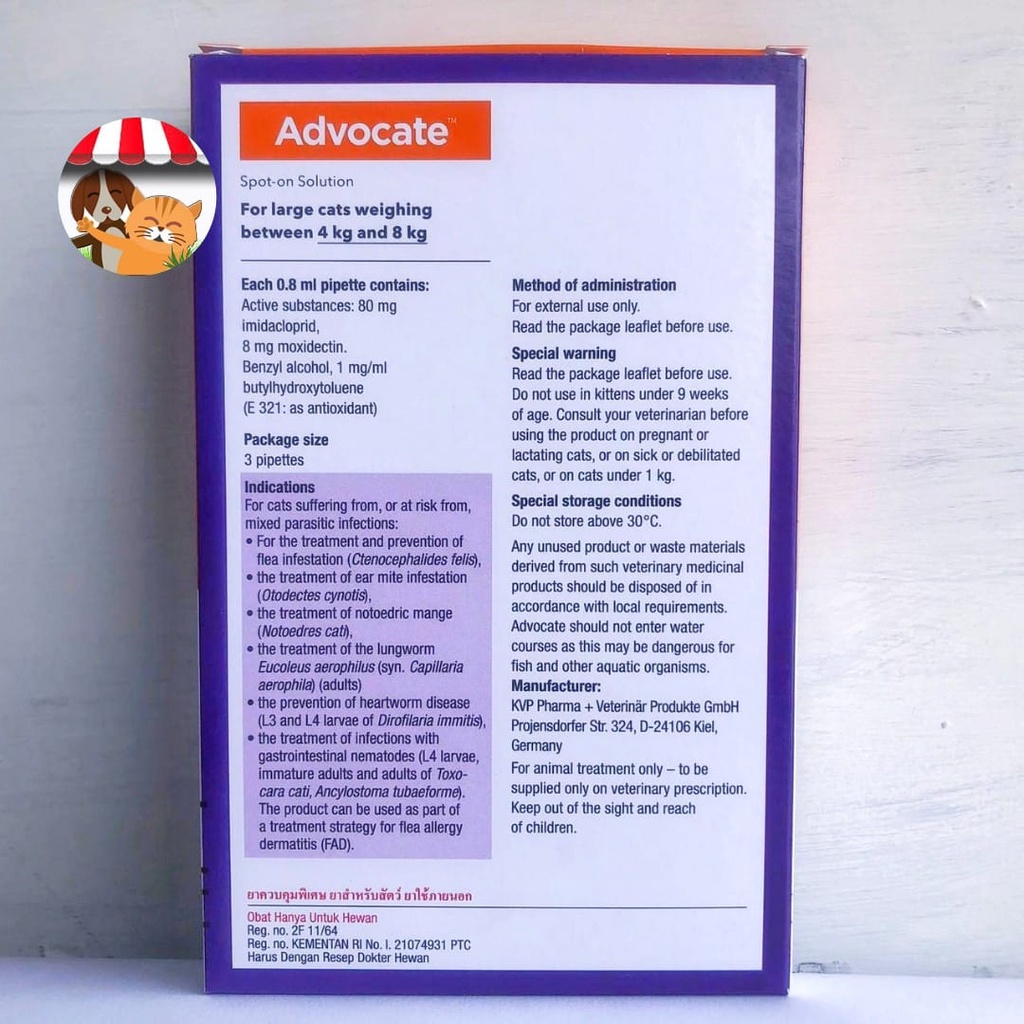 Advocate™
Spot-on Solution
For large cats weighing
between 4 kg and 8 kg
Each 0.8 ml pipette contains:
Active substances: 80 mg
imidacloprid,
8 mg moxidectin.
Benzyl alcohol, 1 mg/ml
butylhydroxytoluene
(E 321: as antioxidant)
Package size
3 pipettes
Indications
For cats suffering from, or at risk from,
mixed parasitic infections:
• For the treatment and prevention of
flea infestation (Ctenocephalides felis),
• the treatment of ear mite infestation
(Otodectes cynotis),
• the treatment of notoedric mange
(Notoedres cati),
• the treatment of the lungworm
Eucoleus aerophilus (syn. Capillaria
aerophila) (adults)
• the prevention of heartworm disease
(L3 and L4 larvae of Dirofilaria immitis),
• the treatment of infections with
gastrointestinal nematodes (L4 larvae,
immature adults and adults of Toxo-
cara cati, Ancylostoma tubaeforme).
The product can be used as part of
a treatment strategy for flea allergy
dermatitis (FAD).
Method of administration
For external use only.
Read the package leaflet before use.
Special warning
Read the package leaflet before use.
Do not use in kittens under 9 weeks
of age. Consult your veterinarian before
using the product on pregnant or
lactating cats, or on sick or debilitated
cats, or on cats under 1 kg.
Special storage conditions
Do not store above 30°C.
Any unused product or waste materials
derived from such veterinary medicinal
products should be disposed of in
accordance with local requirements.
Advocate should not enter water
courses as this may be dangerous for
fish and other aquatic organisms.
Manufacturer:
KVP Pharma + Veterinär Produkte GmbH
Projensdorfer Str. 324, D-24106 Kiel,
Germany
For animal treatment only – to be
supplied only on veterinary prescription.
Keep out of the sight and reach
of children.
ยาควบคุมพิเศษ ยาสำหรับสัตว์ ยาใช้ภายนอก
Obat Hanya Untuk Hewan
Reg. no. 2F 11/64
Reg. no. KEMENTAN RI No. I. 21074931 PTC
Harus Dengan Resep Dokter Hewan